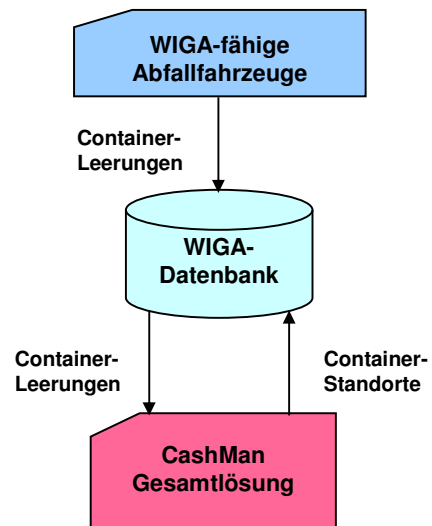 WIGA-fähige
Abfallfahrzeuge
Container-
Leerungen
WIGA-
Datenbank
Container-
Leerungen
Container-
Standorte
CashMan
Gesamtlösung